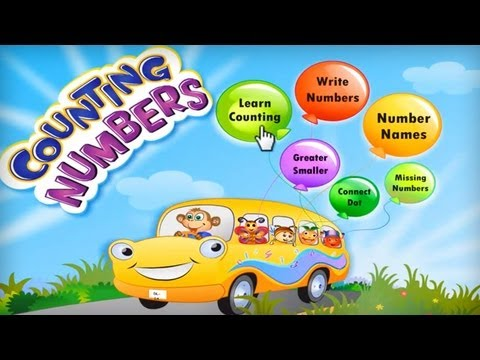 COUNTING
NUMBERS
Learn
Counting
Write
Numbers
Number
Names
Greater
Smaller
Connect
Dot
Missing
Numbers